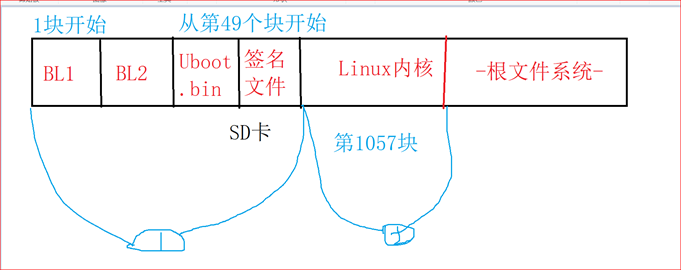 1块开始
从第49个块开始
BL1
BL2
Uboot
.bin
签名
文件
Linux内核
-根文件系统-
SD卡
第1057块